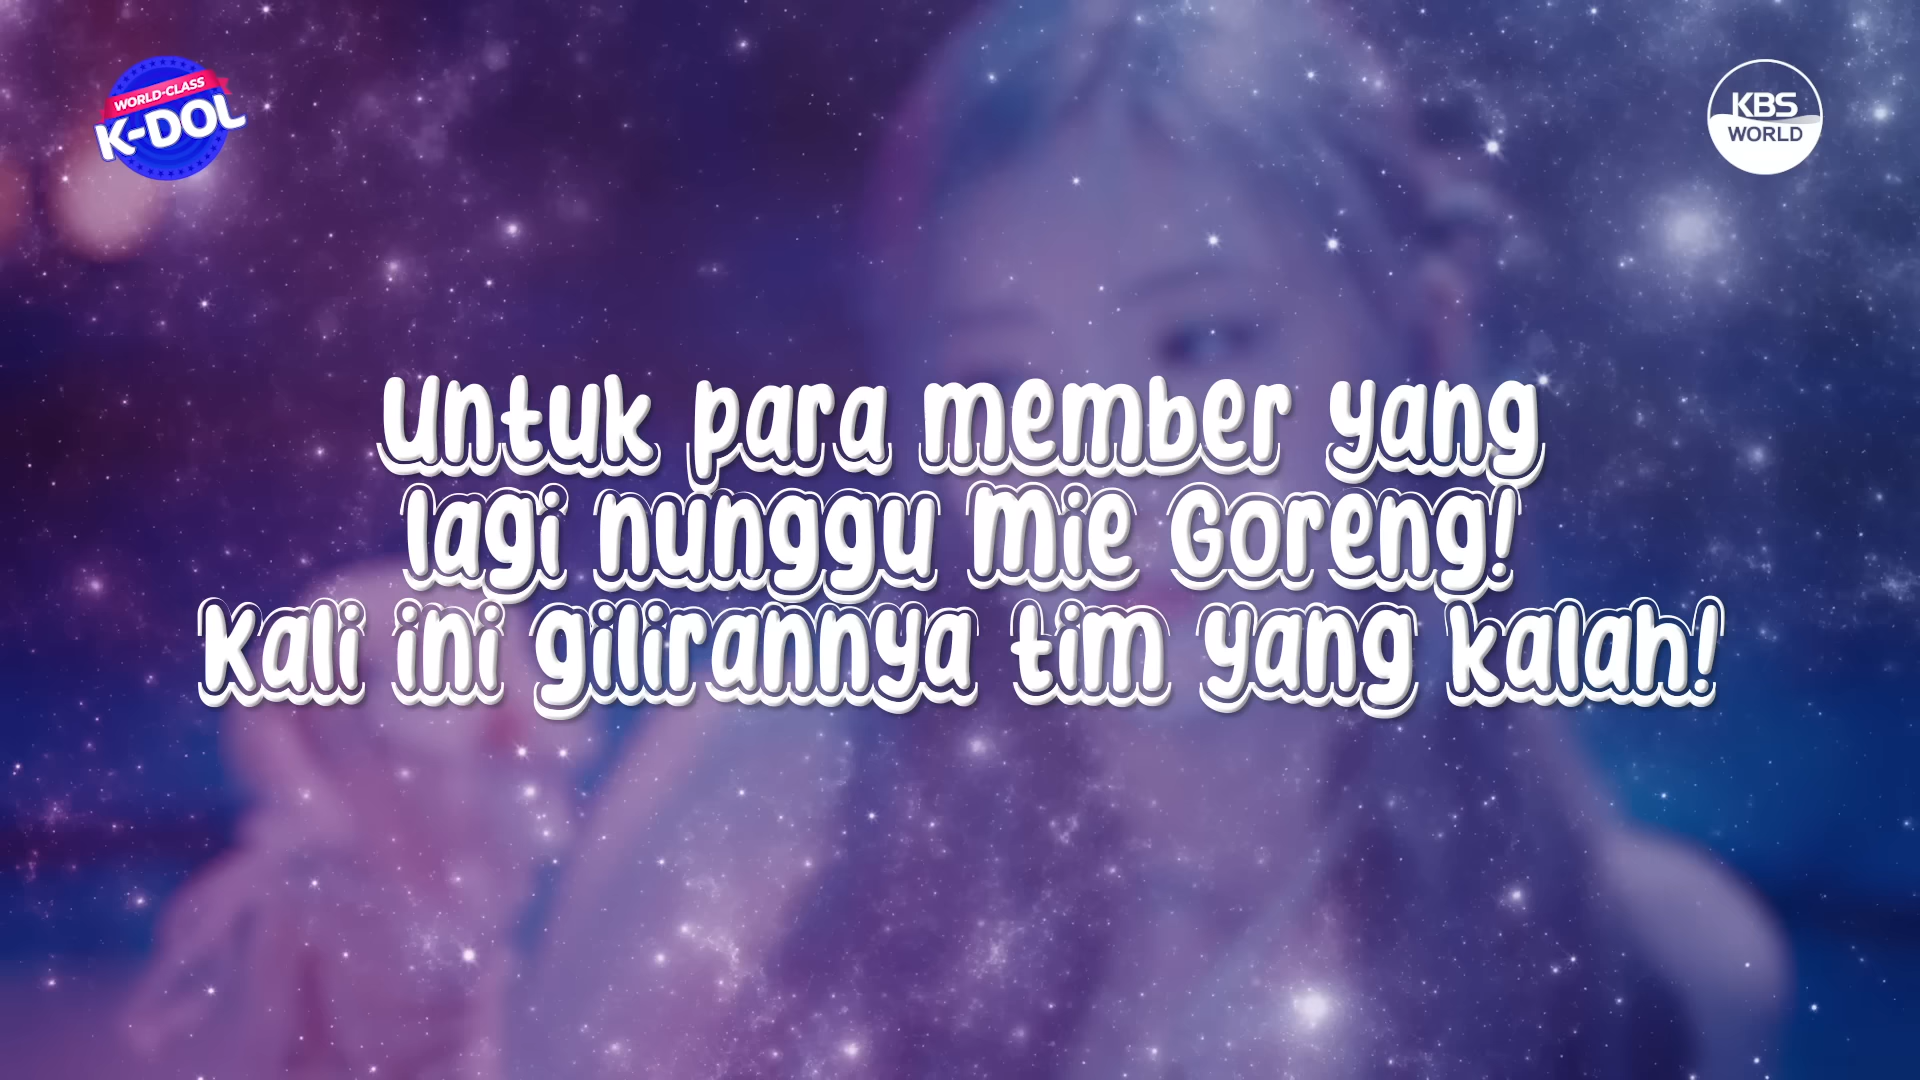 WORLD-CLASS
K-DOL
KBS
WORLD
Untuk para member yang
lagi nunggu Mie Goreng!
Kali ini gilirannya tim yang kalah!